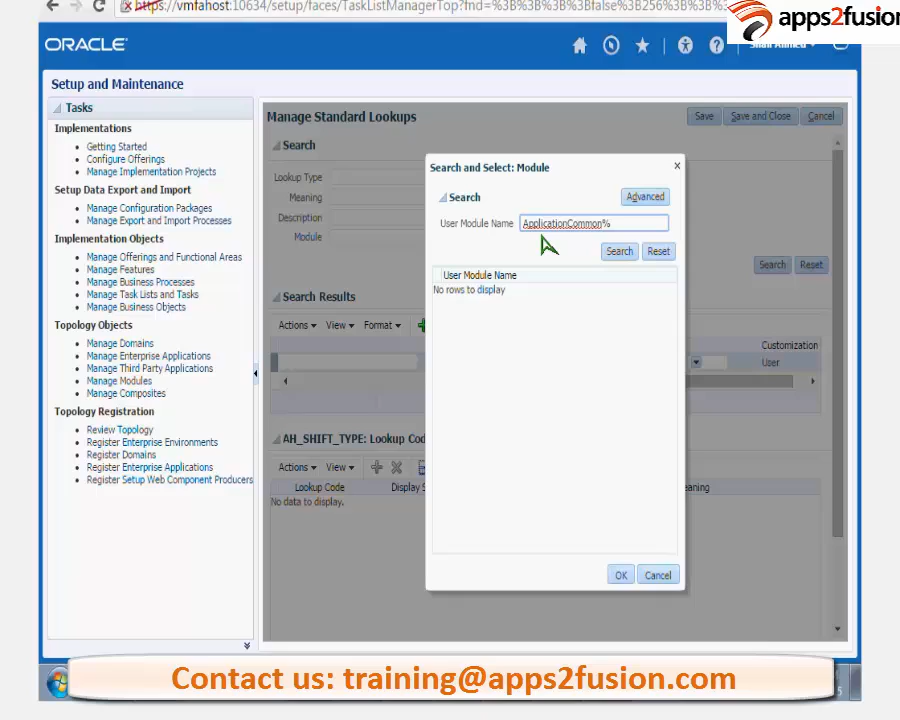 https://vmfahost:10634/setup/faces/TaskListManagerTop?fnd=%3B%3B%3B%3Bfalse%3B256%3B%3B%3B
apps2fusion
ORACLE
Setup and Maintenance
Tasks
Implementations
Getting Started
Configure Offerings
Manage Implementation Projects
Setup Data Export and Import
Manage Configuration Packages
Manage Export and Import Processes
Implementation Objects
Manage Offerings and Functional Areas
Manage Features
Manage Business Processes
Manage Task Lists and Tasks
Manage Business Objects
Topology Objects
Manage Domains
Manage Enterprise Applications
Manage Third Party Applications
Manage Modules
Manage Composites
Topology Registration
Review Topology
Register Enterprise Environments
Register Domains
Register Enterprise Applications
Register Setup Web Component Producers
Manage Standard Lookups
Save Save and Close Cancel
Search
Lookup Type
Meaning
Description
Module
Search Reset
Search Results
Actions View Format
Customization
User
AH_SHIFT_TYPE: Lookup Cod
Actions View
Lookup Code Display S eaning
No data to display.
Search and Select: Module
Search
Advanced
User Module Name ApplicationCommon%
Search Reset
User Module Name
No rows to display
OK Cancel
Contact us: training@apps2fusion.com